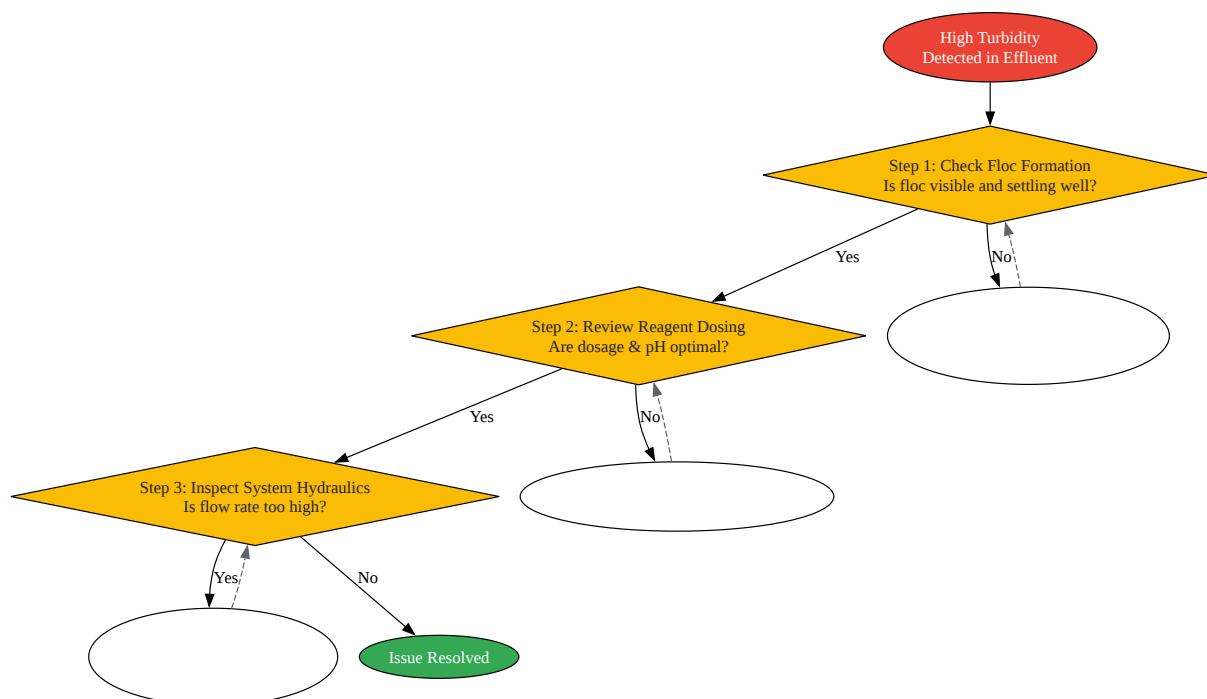 High Turbidity
Detected in Effluent
Step 1: Check Floc Formation
Is floc visible and settling well?
Yes
No
Step 2: Review Reagent Dosing
Are dosage & pH optimal?
Yes
No
Step 3: Inspect System Hydraulics
Is flow rate too high?
Yes
No
Issue Resolved